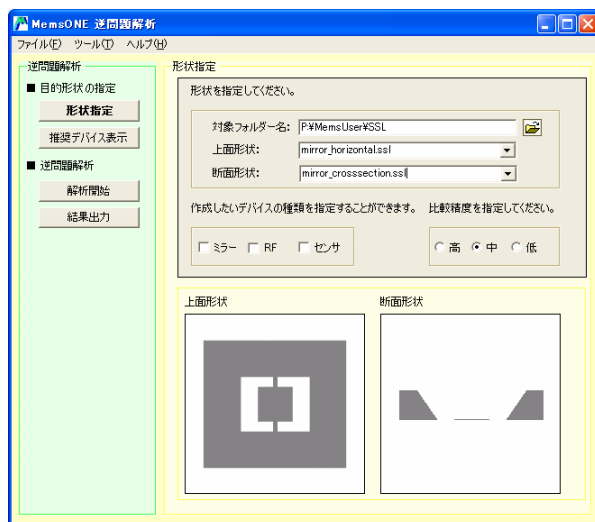 MemsONE 逆問題解析
ファイル(F) ツール(T) ヘルプ(H)
逆問題解析
■ 目的形状の指定
形状指定
推奨デバイス表示
■ 逆問題解析
解析開始
結果出力
形状指定
形状を指定してください。
対象フォルダー名: P:¥MemsUser¥SSL
上面形状: mirror_horizontal.ssl
断面形状: mirror_crosssection.ssl
作成したいデバイスの種類を指定することができます。
ミラー RF センサ
比較精度を指定してください。
高 中 低
上面形状
断面形状